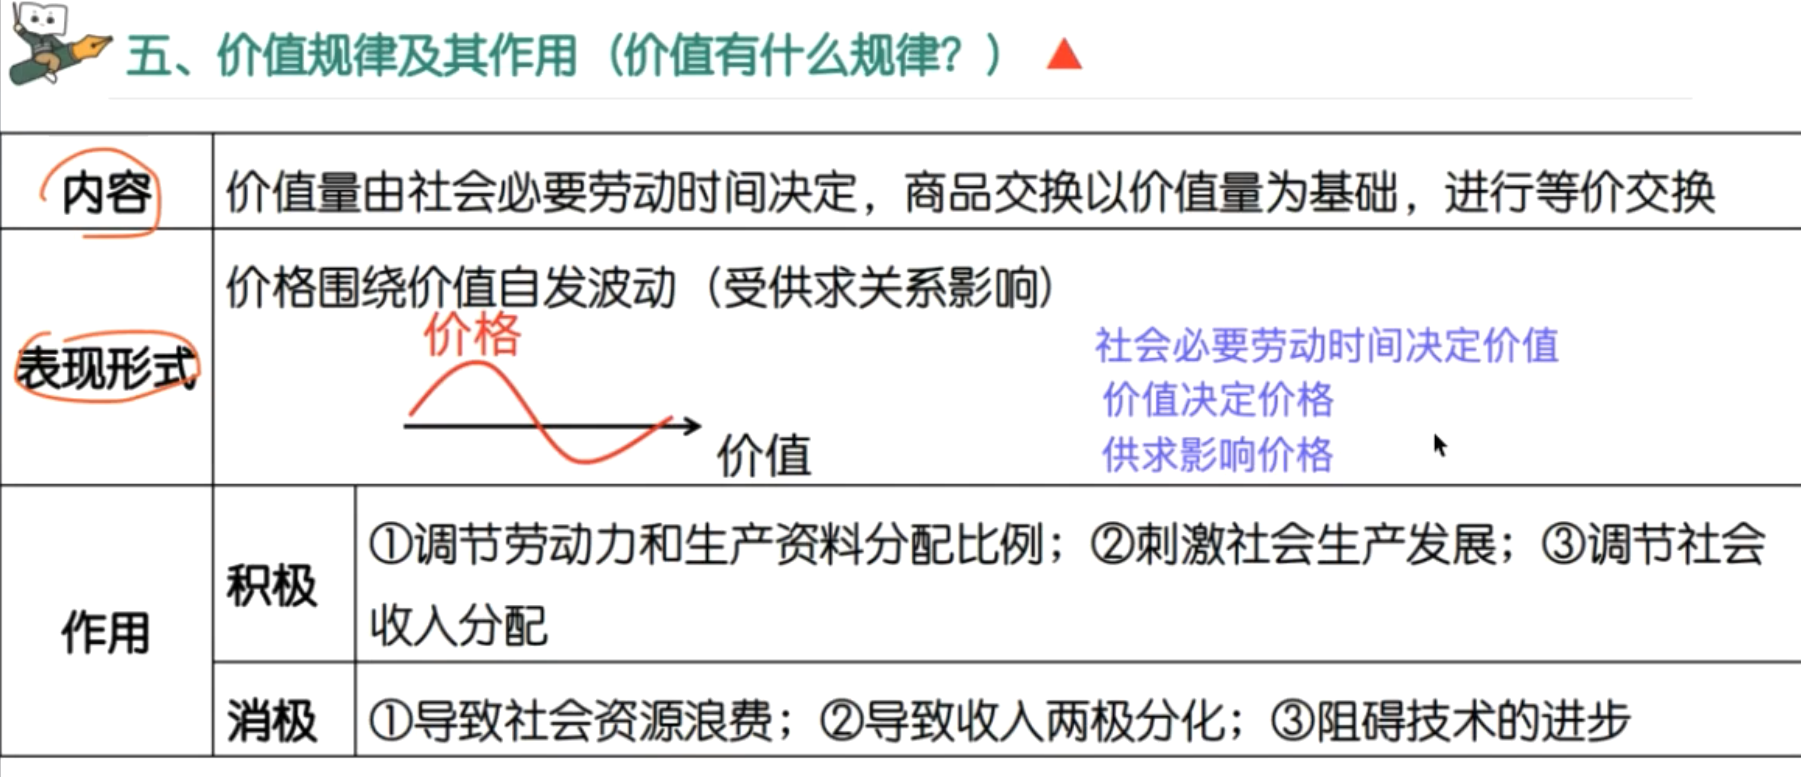 五、价值规律及其作用（价值有什么规律？）
内容
价值量由社会必要劳动时间决定，商品交换以价值量为基础，进行等价交换
表现形式
价格围绕价值自发波动（受供求关系影响）
价格
价值
社会必要劳动时间决定价值
价值决定价格
供求影响价格
作用
积极
①调节劳动力和生产资料分配比例；②刺激社会生产发展；③调节社会
收入分配
消极
①导致社会资源浪费；②导致收入两极分化；③阻碍技术的进步